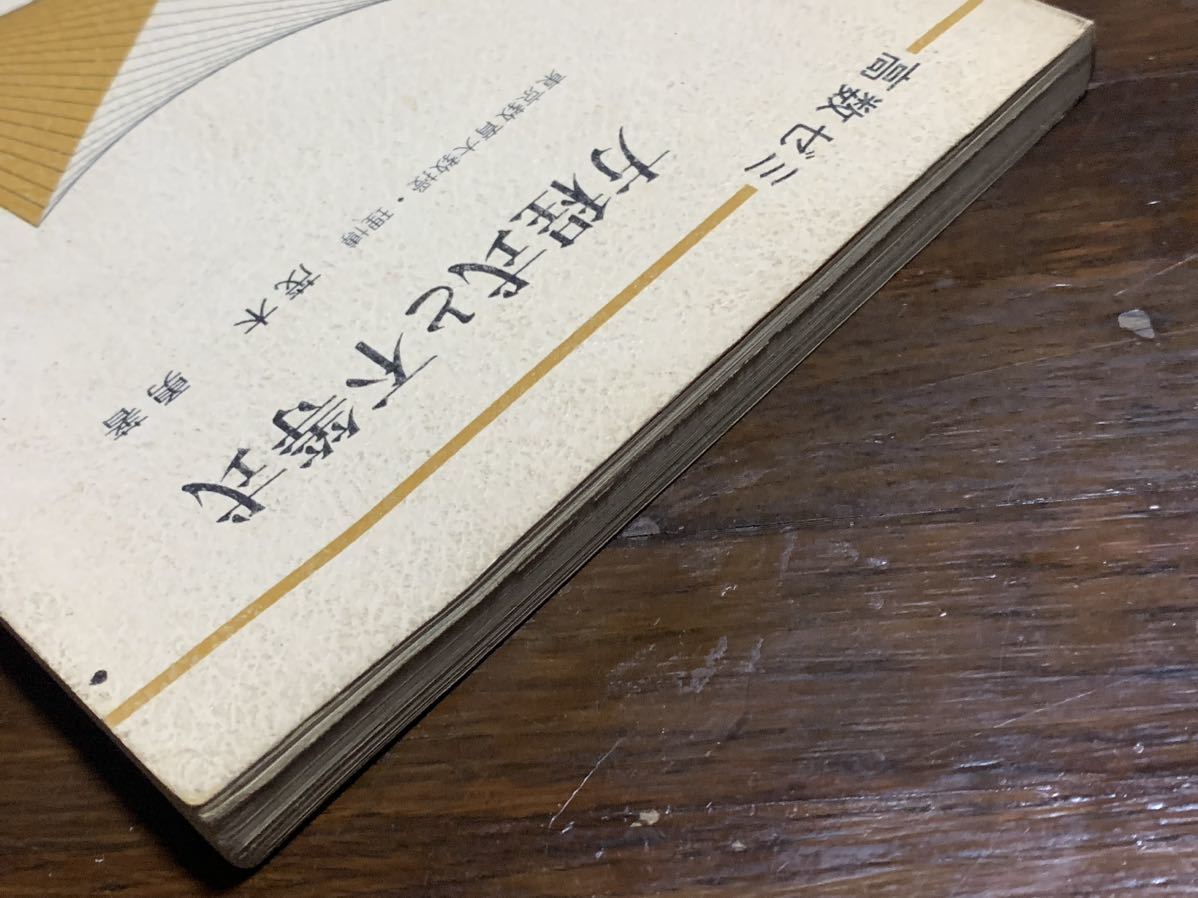 高数ゼミ
方程式と不等式
東京教育大教授・理博
茂木 勇著